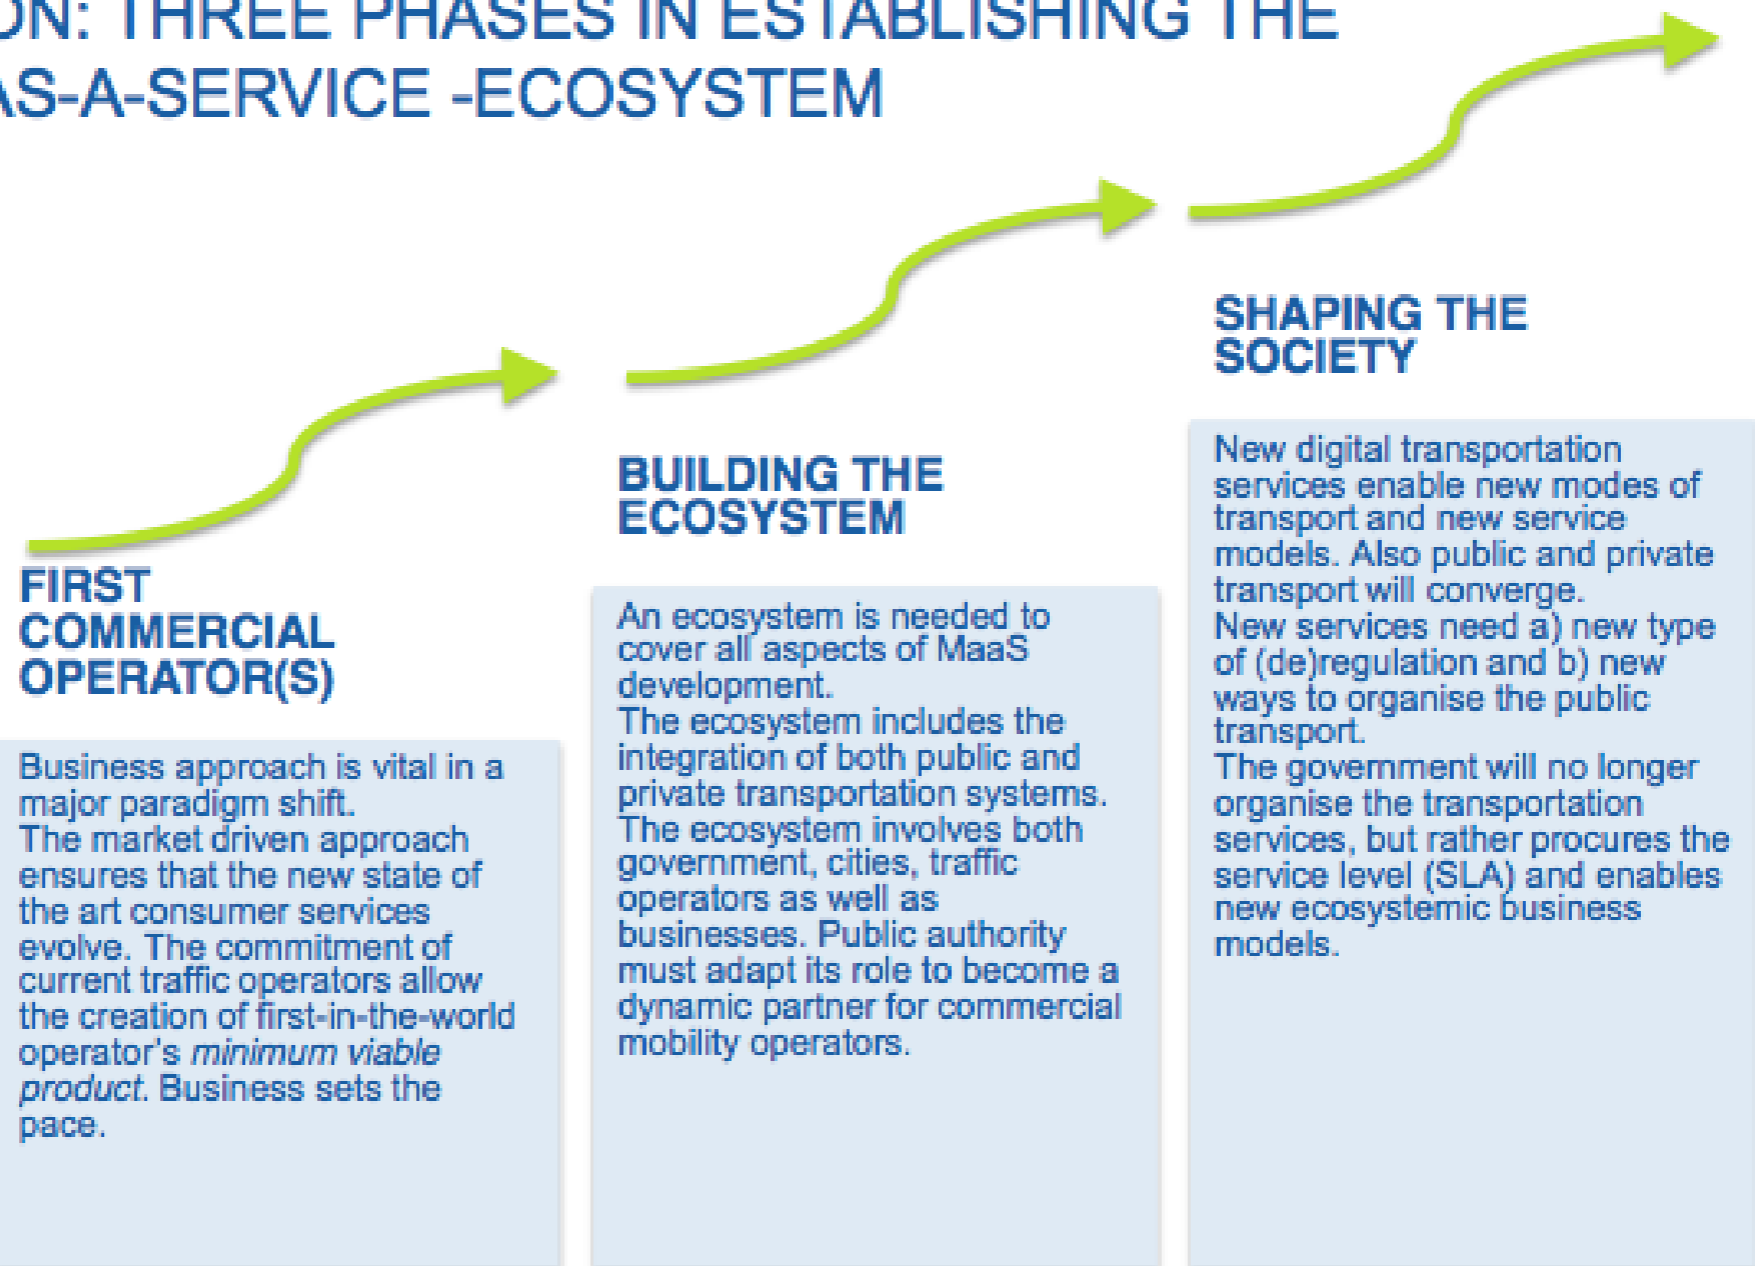 ON: THREE PHASES IN ESTABLISHING THE
AS-A-SERVICE -ECOSYSTEM
FIRST
COMMERCIAL
OPERATOR(S)
Business approach is vital in a
major paradigm shift.
The market driven approach
ensures that the new state of
the art consumer services
evolve. The commitment of
current traffic operators allow
the creation of first-in-the-world
operator's minimum viable
product. Business sets the
pace.
BUILDING THE
ECOSYSTEM
An ecosystem is needed to
cover all aspects of MaaS
development.
The ecosystem includes the
integration of both public and
private transportation systems.
The ecosystem involves both
government, cities, traffic
operators as well as
businesses. Public authority
must adapt its role to become a
dynamic partner for commercial
mobility operators.
SHAPING THE
SOCIETY
New digital transportation
services enable new modes of
transport and new service
models. Also public and private
transport will converge.
New services need a) new type
of (de)regulation and b) new
ways to organise the public
transport.
The government will no longer
organise the transportation
services, but rather procures the
service level (SLA) and enables
new ecosystemic business
models.